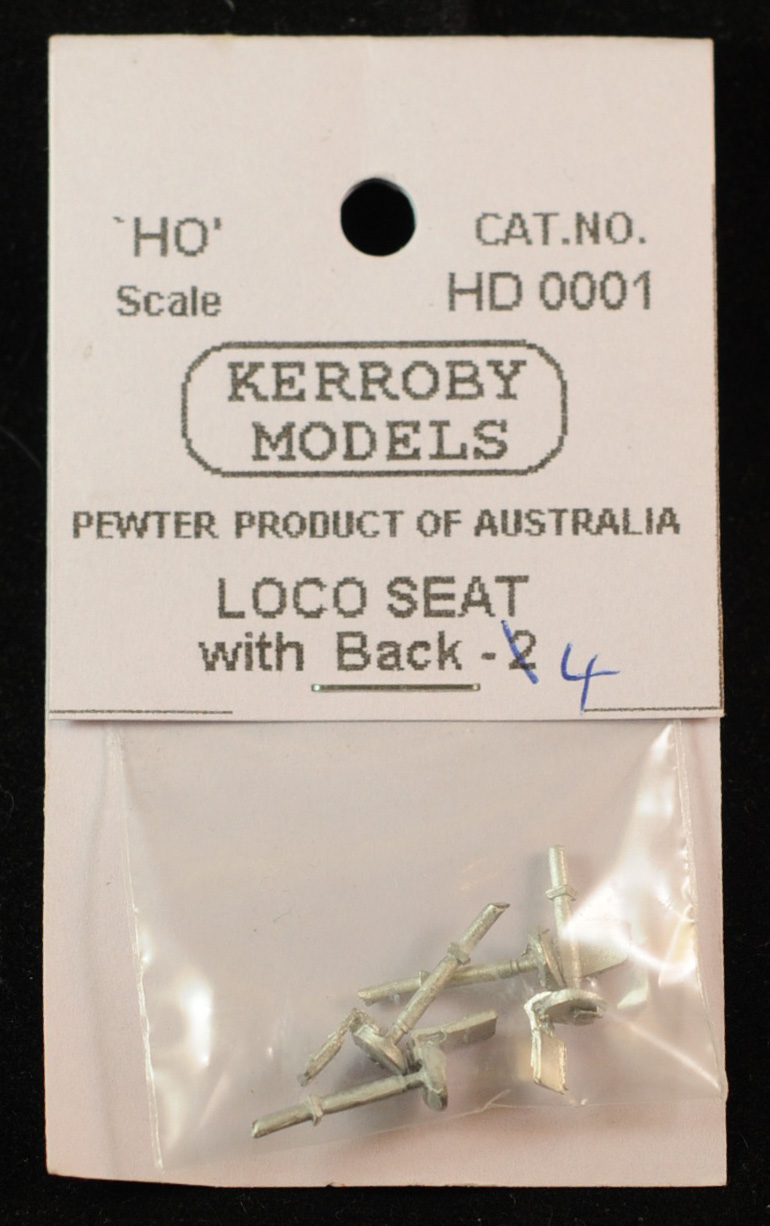 `HO'
CAT.NO.
Scale
HD 0001
KERROBY
MODELS
PEWTER PRODUCT OF AUSTRALIA
LOCO SEAT
with Back - 2 4